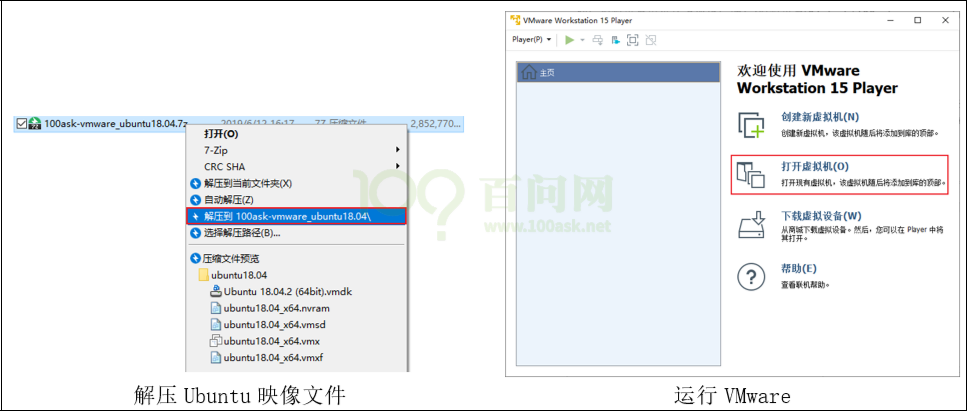 100ask-vmware_ubuntu18.04.7z 2019/6/12 16:17 7Z 压缩文件 2,852,770...
打开(O)
7-Zip
CRC SHA
解压到当前文件夹(X)
自动解压(Z)
解压到 100ask-vmware_ubuntu18.04\
选择解压路径(B)...
压缩文件预览
ubuntu18.04
Ubuntu 18.04.2 (64bit).vmdk
ubuntu18.04_x64.nvram
ubuntu18.04_x64.vmsd
ubuntu18.04_x64.vmx
ubuntu18.04_x64.vmxf
解压 Ubuntu 映像文件
VMware Workstation 15 Player
Player(P)
主页
欢迎使用 VMware
Workstation 15 Player
创建新虚拟机(N)
创建新虚拟机，该虚拟机随后将添加到库的顶部。
打开虚拟机(O)
打开现有虚拟机，该虚拟机随后将添加到库的顶部。
下载虚拟设备(W)
从商城下载虚拟设备。然后，您可以在 Player 中将
其打开。
帮助(E)
查看联机帮助。
运行 VMware
100
百问网
www.100ask.net